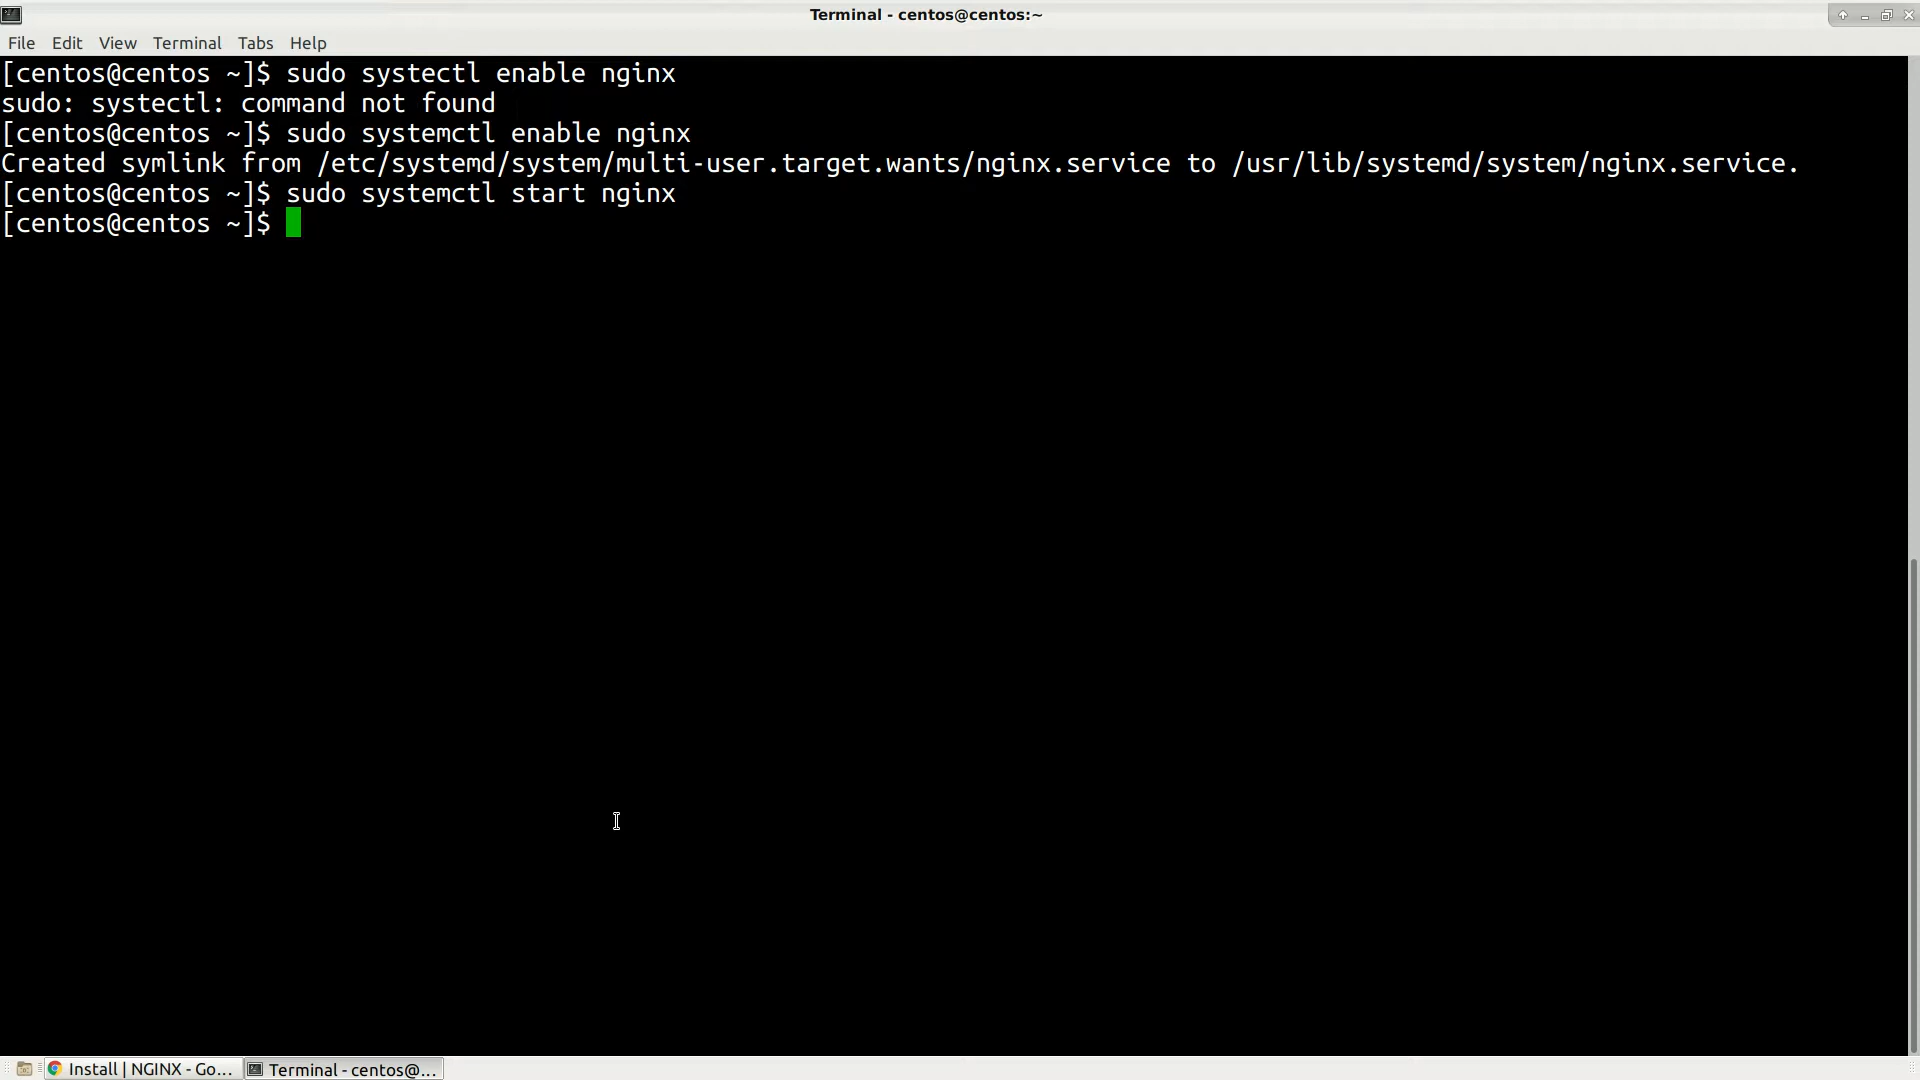 Terminal - centos@centos:~
File Edit View Terminal Tabs Help
[centos@centos ~]$ sudo systectl enable nginx
sudo: systectl: command not found
[centos@centos ~]$ sudo systemctl enable nginx
Created symlink from /etc/systemd/system/multi-user.target.wants/nginx.service to /usr/lib/systemd/system/nginx.service.
[centos@centos ~]$ sudo systemctl start nginx
[centos@centos ~]$
Install | NGINX - Go... Terminal - centos@...